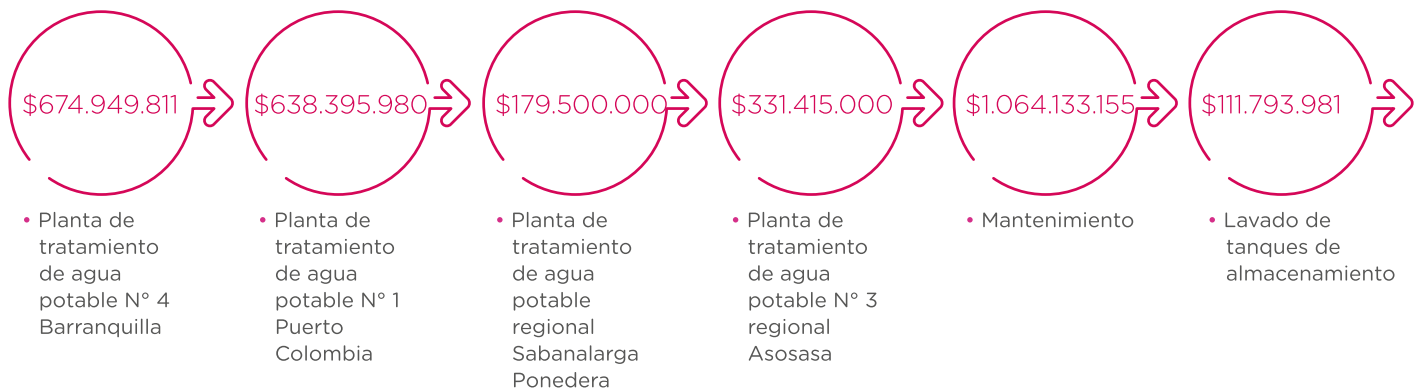 $674.949.811
$638.395.980
$179.500.000
$331.415.000
$1.064.133.155
$111.793.981
• Planta de
tratamiento
de agua
potable N° 4
Barranquilla
• Planta de
tratamiento
de agua
potable N° 1
Puerto
Colombia
• Planta de
tratamiento
de agua
potable
regional
Sabanalarga
Ponedera
• Planta de
tratamiento
de agua
potable N° 3
regional
Asosasa
• Mantenimiento
• Lavado de
tanques de
almacenamiento